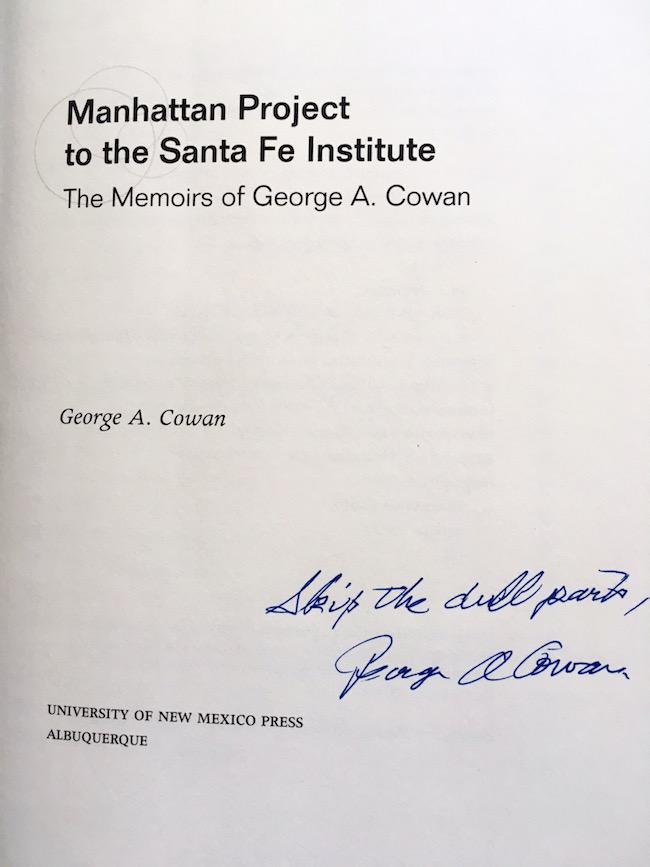 Manhattan Project
to the Santa Fe Institute
The Memoirs of George A. Cowan
George A. Cowan
Skip the dull parts,
George A Cowan
UNIVERSITY OF NEW MEXICO PRESS
ALBUQUERQUE